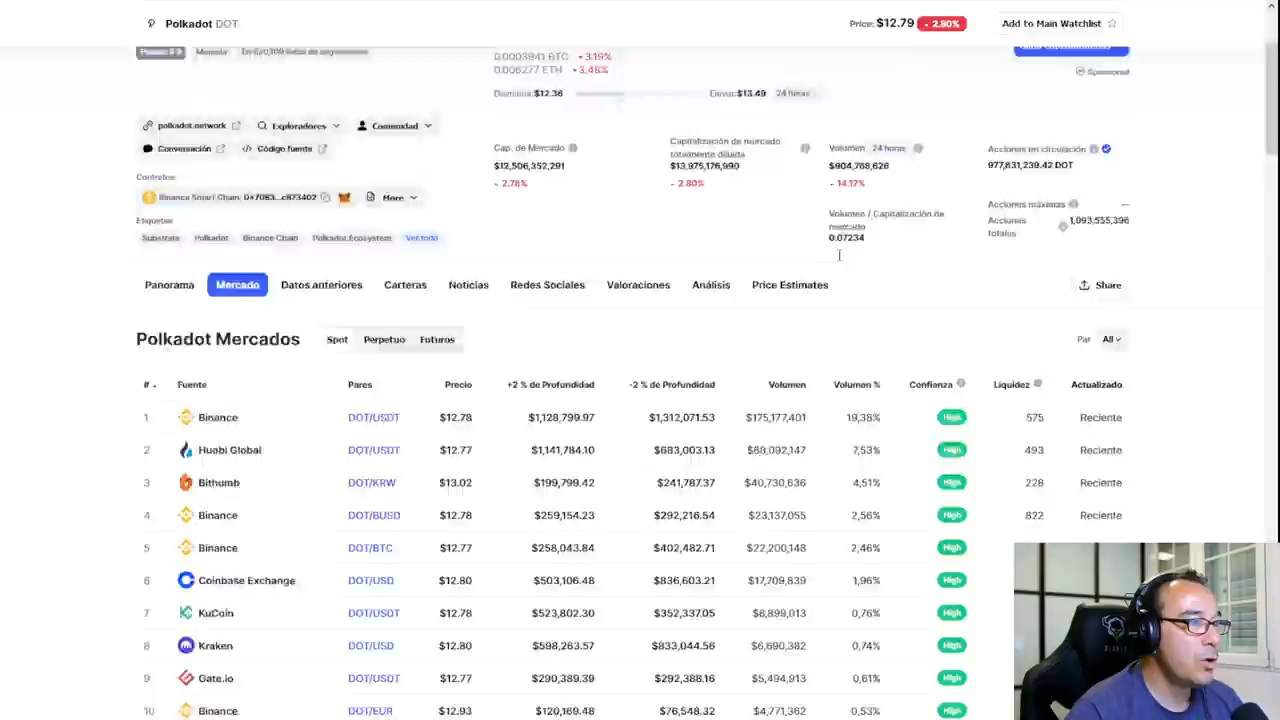 Polkadot DOT
Price: $12.79 2.80%
Add to Main Watchlist
Mercado
0.0003941 BTC 3.19%
0.006277 ETH 3.48%
$12.36
$13.49 24 horas
Sponsored
polkadot.network Exploradores Comunidad
Conversación Código fuente
Contratos:
Binance Smart Chain: 0x7083...c873402 More
Etiquetas:
Substrate Polkadot Binance Chain Polkadot Ecosystem Ver todo
Cap. de Mercado
$12,506,352,291
2.78%
Capitalización de mercado
totalmente diluida
$13,975,176,990
2.80%
Volumen 24 horas
$904,768,626
14.17%
Volumen / Capitalización de
mercado
0.07234
Acciones en circulación
977,631,239.42 DOT
Acciones máximas --
Acciones
totales
1,093,555,396
Panorama Mercado Datos anteriores Carteras Noticias Redes Sociales Valoraciones Análisis Price Estimates Share
Polkadot Mercados Spot Perpetuo Futuros Par All
# Fuente Pares Precio +2 % de Profundidad -2 % de Profundidad Volumen Volumen % Confianza Liquidez Actualizado
1 Binance DOT/USDT $12.78 $1,128,799.97 $1,312,071.53 $175,177,401 19,38% High 575 Reciente
2 Huobi Global DOT/USDT $12.77 $1,141,784.10 $683,003.13 $68,092,147 7,53% High 493 Reciente
3 Bithumb DOT/KRW $13.02 $199,799.42 $241,787.37 $40,730,636 4,51% High 228 Reciente
4 Binance DOT/BUSD $12.78 $259,154.23 $292,216.54 $23,137,055 2,56% High 822 Reciente
5 Binance DOT/BTC $12.77 $258,043.84 $402,482.71 $22,200,148 2,46% High
6 Coinbase Exchange DOT/USD $12.80 $503,106.48 $836,603.21 $17,709,839 1,96% High
7 KuCoin DOT/USDT $12.78 $523,802.30 $352,337.05 $6,899,013 0,76% High
8 Kraken DOT/USD $12.80 $598,263.57 $833,044.56 $6,690,382 0,74% High
9 Gate.io DOT/USDT $12.77 $290,389.39 $292,388.16 $5,494,913 0,61% High
10 Binance DOT/EUR $12.93 $120,169.48 $76,548.32 $4,771,362 0,53% High